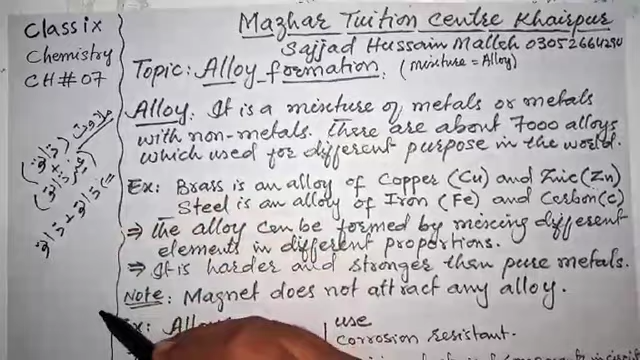 Class ix
Chemistry
CH#07
Mazhar Tuition Centre Khairpur
Sajjad Hussain Malleh
Topic: Alloy formation. (mixture = Alloy)
Alloy: It is a mixture of metals or metals
with non-metals. There are about 7000 alloys
which used for different purpose in the world.
Ex: Brass is an alloy of Copper (Cu) and Zinc (Zn)
Steel is an alloy of Iron (Fe) and Carbon (C)
⇒ The alloy can be formed by mixing different
elements in different proportions.
⇒ It is harder and stronger than pure metals.
Note: Magnet does not attract any alloy.
Ex: Alloy
use
Corrosion resistant.